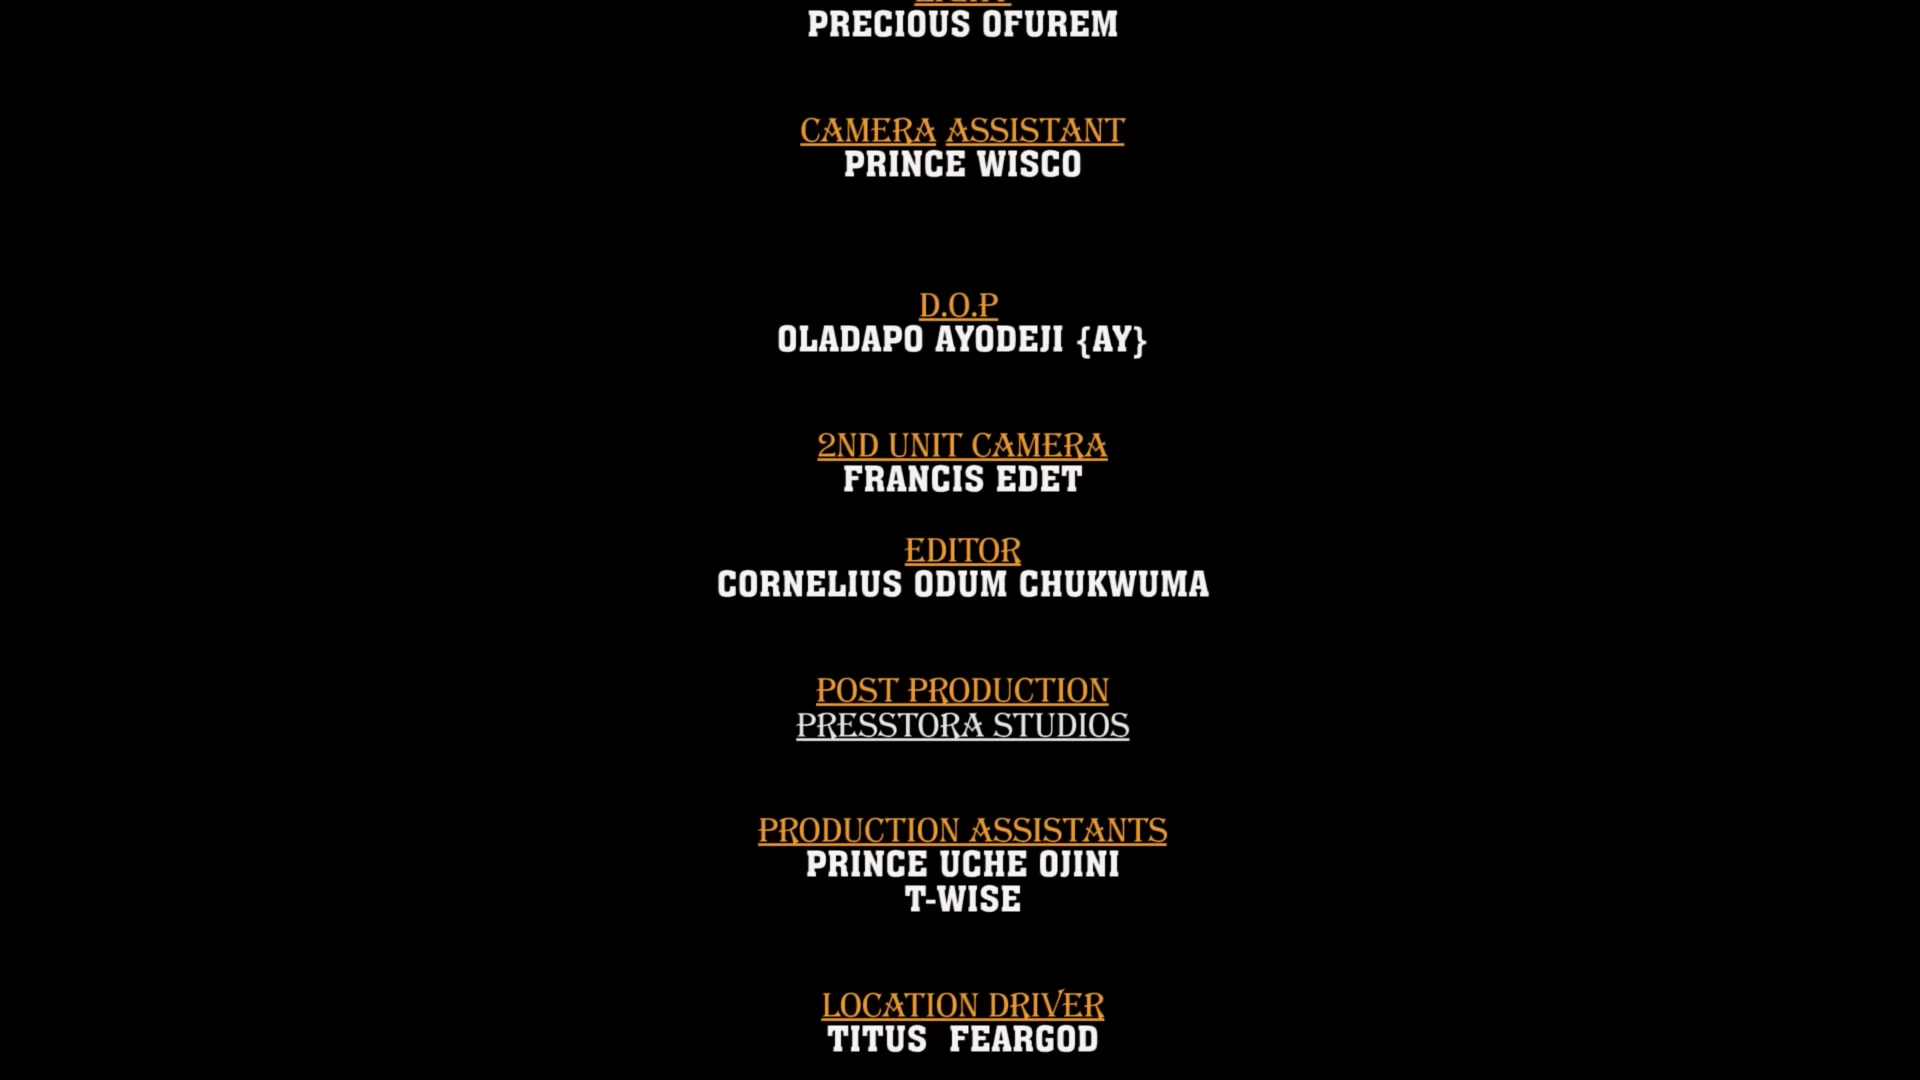 PRECIOUS OFUREM
CAMERA ASSISTANT
PRINCE WISCO
D.O.P
OLADAPO AYODEJI {AY}
2ND UNIT CAMERA
FRANCIS EDET
EDITOR
CORNELIUS ODUM CHUKWUMA
POST PRODUCTION
PRESSTORA STUDIOS
PRODUCTION ASSISTANTS
PRINCE UCHE OJINI
T-WISE
LOCATION DRIVER
TITUS  FEARGOD